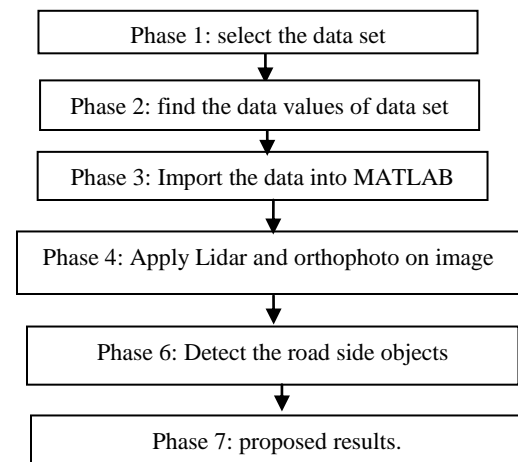 Phase 1: select the data set
Phase 2: find the data values of data set
Phase 3: Import the data into MATLAB
Phase 4: Apply Lidar and orthophoto on image
Phase 6: Detect the road side objects
Phase 7: proposed results.